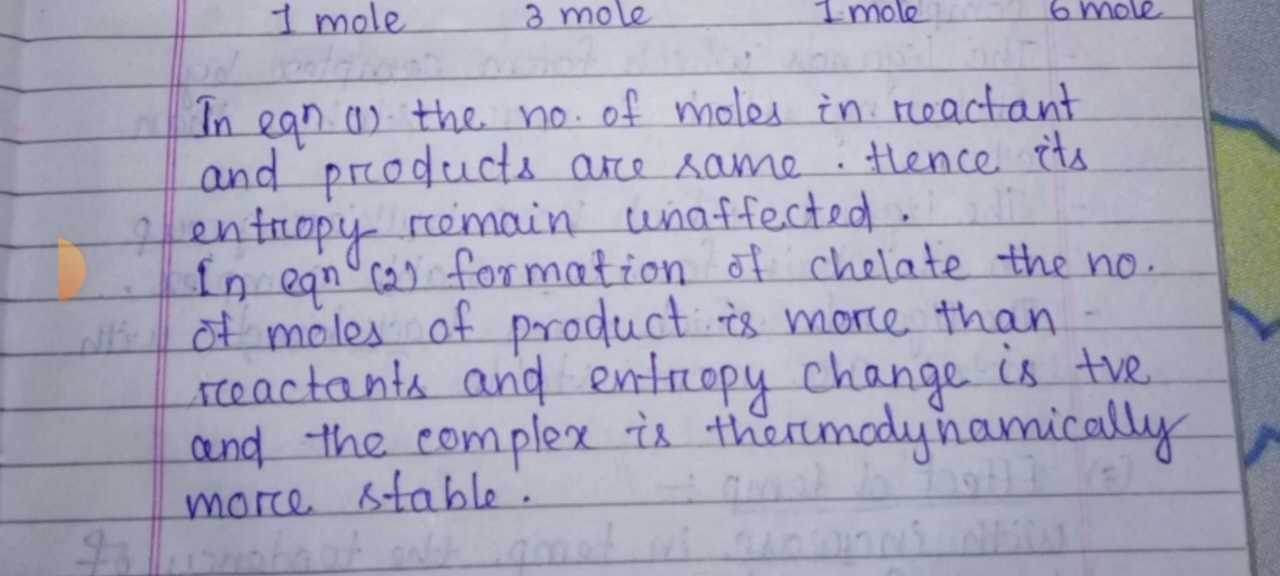 1 mole 3 mole 1 mole 6 mole
In eqn (1) the no. of moles in reactant
and products are same. Hence its
entropy remain unaffected.
In eqn (2) formation of chelate the no.
of moles of product is more than
reactants and entropy change is +ve
and the complex is thermodynamically
more stable.